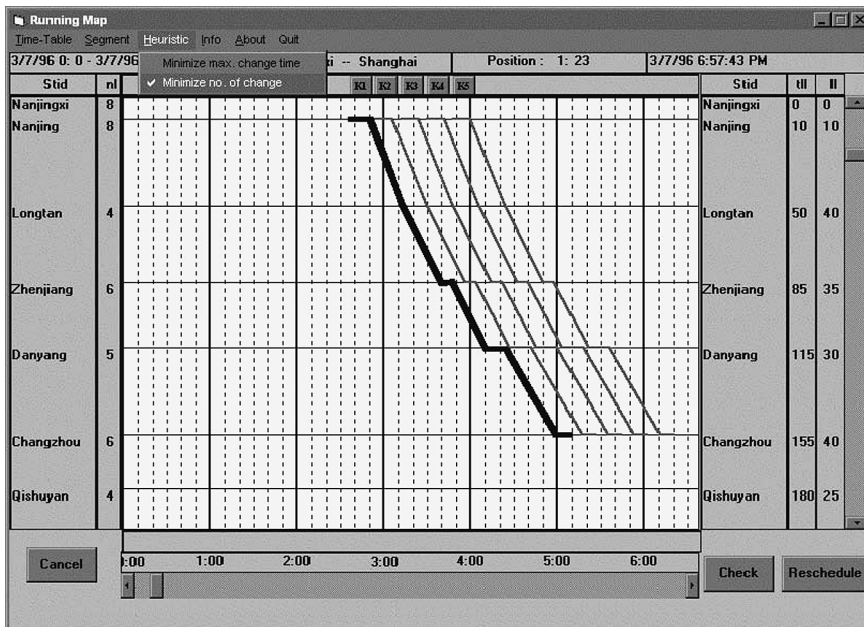 Running Map
Time-Table Segment Heuristic Info About Quit
3/7/96 0: 0 - 3/7/96 xi -- Shanghai Position : 1: 23 3/7/96 6:57:43 PM
Minimize max. change time
✓ Minimize no. of change
Stid nl K1 K2 K3 K4 K5 Stid tll ll
Nanjingxi 8 Nanjingxi 0 0
Nanjing 8 Nanjing 10 10
Longtan 4 Longtan 50 40
Zhenjiang 6 Zhenjiang 85 35
Danyang 5 Danyang 115 30
Changzhou 6 Changzhou 155 40
Qishuyan 4 Qishuyan 180 25
Cancel
:00 1:00 2:00 3:00 4:00 5:00 6:00
Check Reschedule